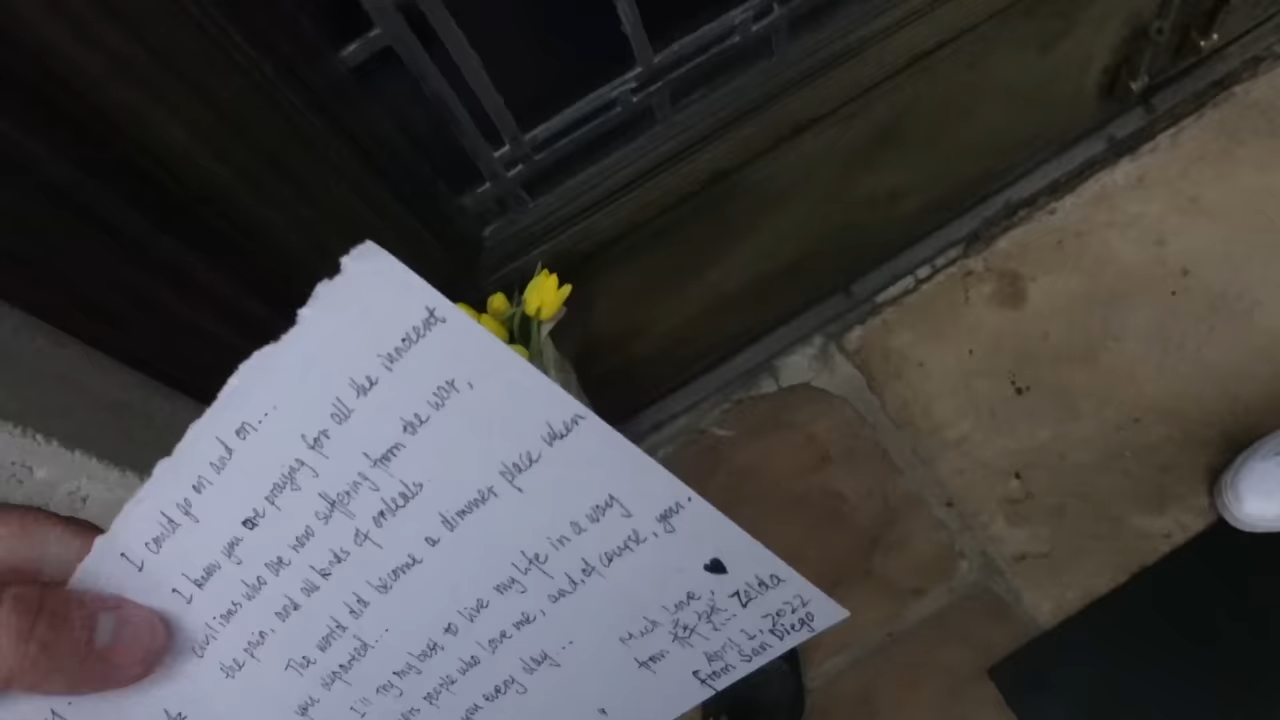 I could go on and on...
I know you are praying for all the innocent
civilians who are now suffering from the war,
the pain, and all kinds of ordeals.
The world did become a dimmer place when
you departed...
I'll try my best to live my life in a way
people who love me, and, of course, you.
you every day...
Much love
from Zelda
April 2, 2022
from San Diego